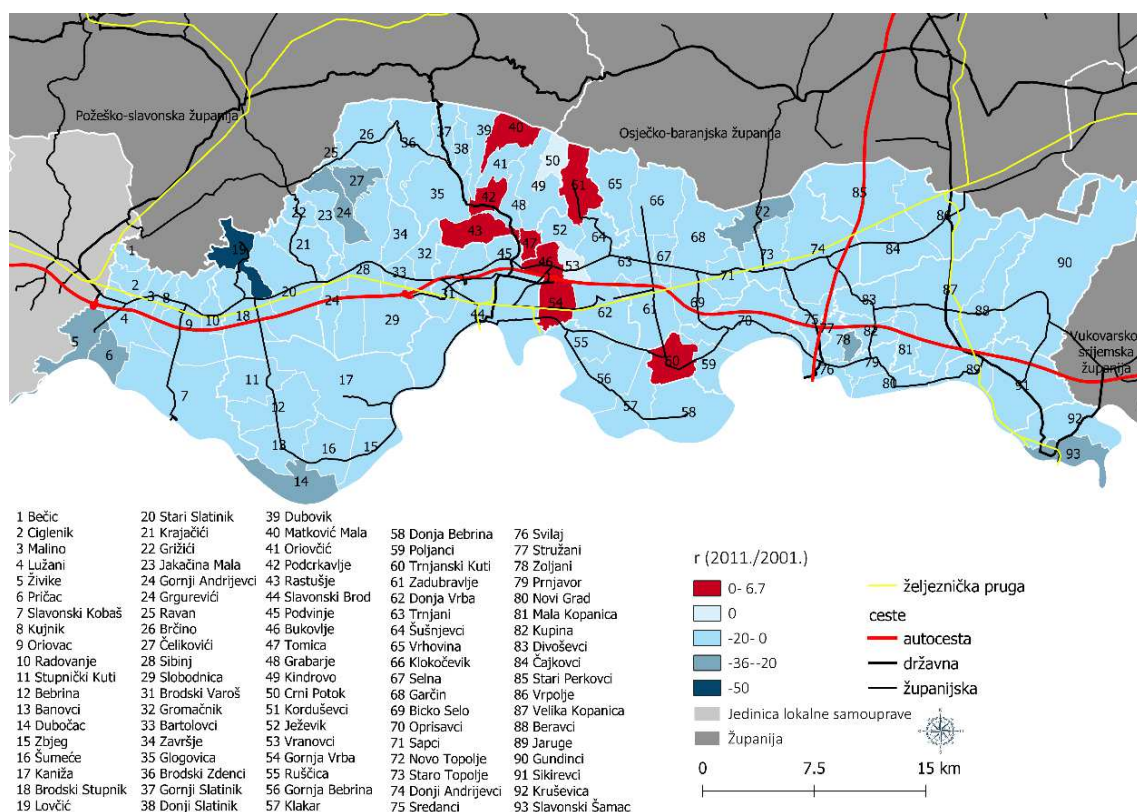 Požeško-slavonska županija
Osječko-baranjska županija
Vukovarsko
srijemska
županija
1 Bečic
2 Ciglenik
3 Malino
4 Lužani
5 Živike
6 Pričac
7 Slavonski Kobaš
8 Kujnik
9 Oriovac
10 Radovanje
11 Stupnički Kuti
12 Bebrina
13 Banovci
14 Dubočac
15 Zbjeg
16 Šumeće
17 Kaniža
18 Brodski Stupnik
19 Lovčić
20 Stari Slatinik
21 Krajačići
22 Grižići
23 Jakačina Mala
24 Gornji Andrijevci
24 Grgurevići
25 Ravan
26 Brčino
27 Čelikovići
28 Sibinj
29 Slobodnica
31 Brodski Varoš
32 Gromačnik
33 Bartolovci
34 Završje
35 Glogovica
36 Brodski Zdenci
37 Gornji Slatinik
38 Donji Slatinik
39 Dubovik
40 Matković Mala
41 Oriovčić
42 Podcrkavlje
43 Rastušje
44 Slavonski Brod
45 Podvinje
46 Bukovlje
47 Tomica
48 Grabarje
49 Kindrovo
50 Crni Potok
51 Korduševci
52 Ježevik
53 Vranovci
54 Gornja Vrba
55 Ruščica
56 Gornja Bebrina
57 Klakar
58 Donja Bebrina
59 Poljanci
60 Trnjanski Kuti
61 Zadubravlje
62 Donja Vrba
63 Trnjani
64 Šušnjevci
65 Vrhovina
66 Klokočevik
67 Selna
68 Garčin
69 Bicko Selo
70 Oprisavci
71 Sapci
72 Novo Topolje
73 Staro Topolje
74 Donji Andrijevci
75 Sredanci
76 Svilaj
77 Stružani
78 Zoljani
79 Prnjavor
80 Novi Grad
81 Mala Kopanica
82 Kupina
83 Divoševci
84 Čajkovci
85 Stari Perkovci
86 Vrpolje
87 Velika Kopanica
88 Beravci
89 Jaruge
90 Gundinci
91 Sikirevci
92 Kruševica
93 Slavonski Šamac
r (2011./2001.)
0- 6.7
0
-20- 0
-36--20
-50
Jedinica lokalne samouprave
Županija
željeznička pruga
ceste
autocesta
državna
županijska
0 7.5 15 km